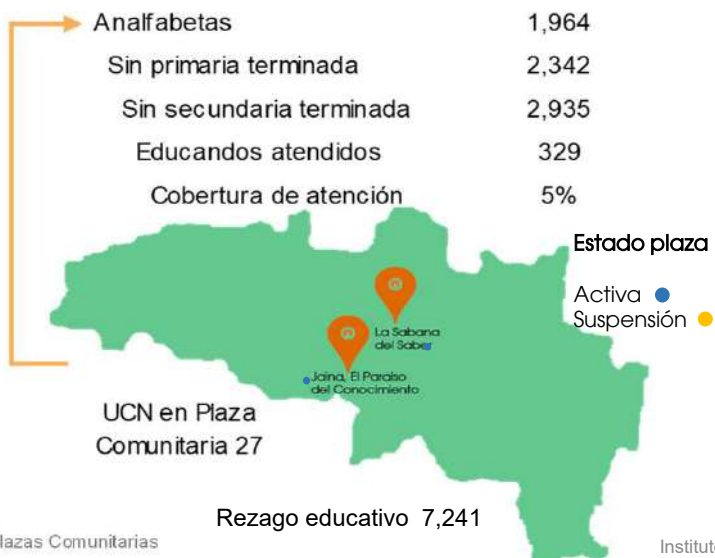 Analfabetas 1,964
Sin primaria terminada 2,342
Sin secundaria terminada 2,935
Educandos atendidos 329
Cobertura de atención 5%
Estado plaza
Activa
Suspensión
La Sabana
del Saber
Jaina, El Paraíso
del Conocimiento
UCN en Plaza
Comunitaria 27
Rezago educativo 7,241
lazas Comunitarias
Institut